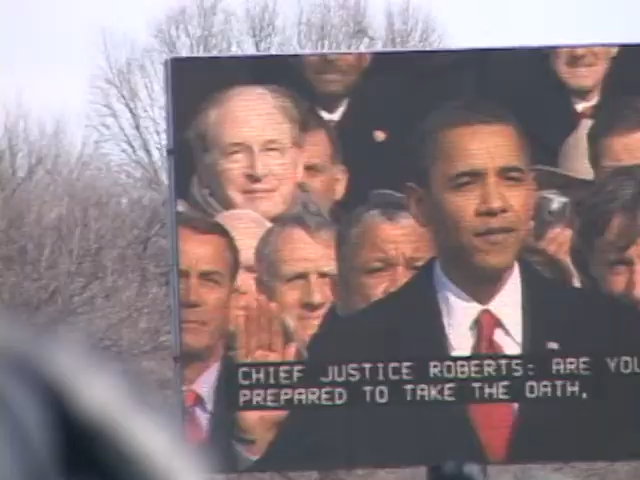 CHIEF JUSTICE ROBERTS: ARE YOU
PREPARED TO TAKE THE OATH,